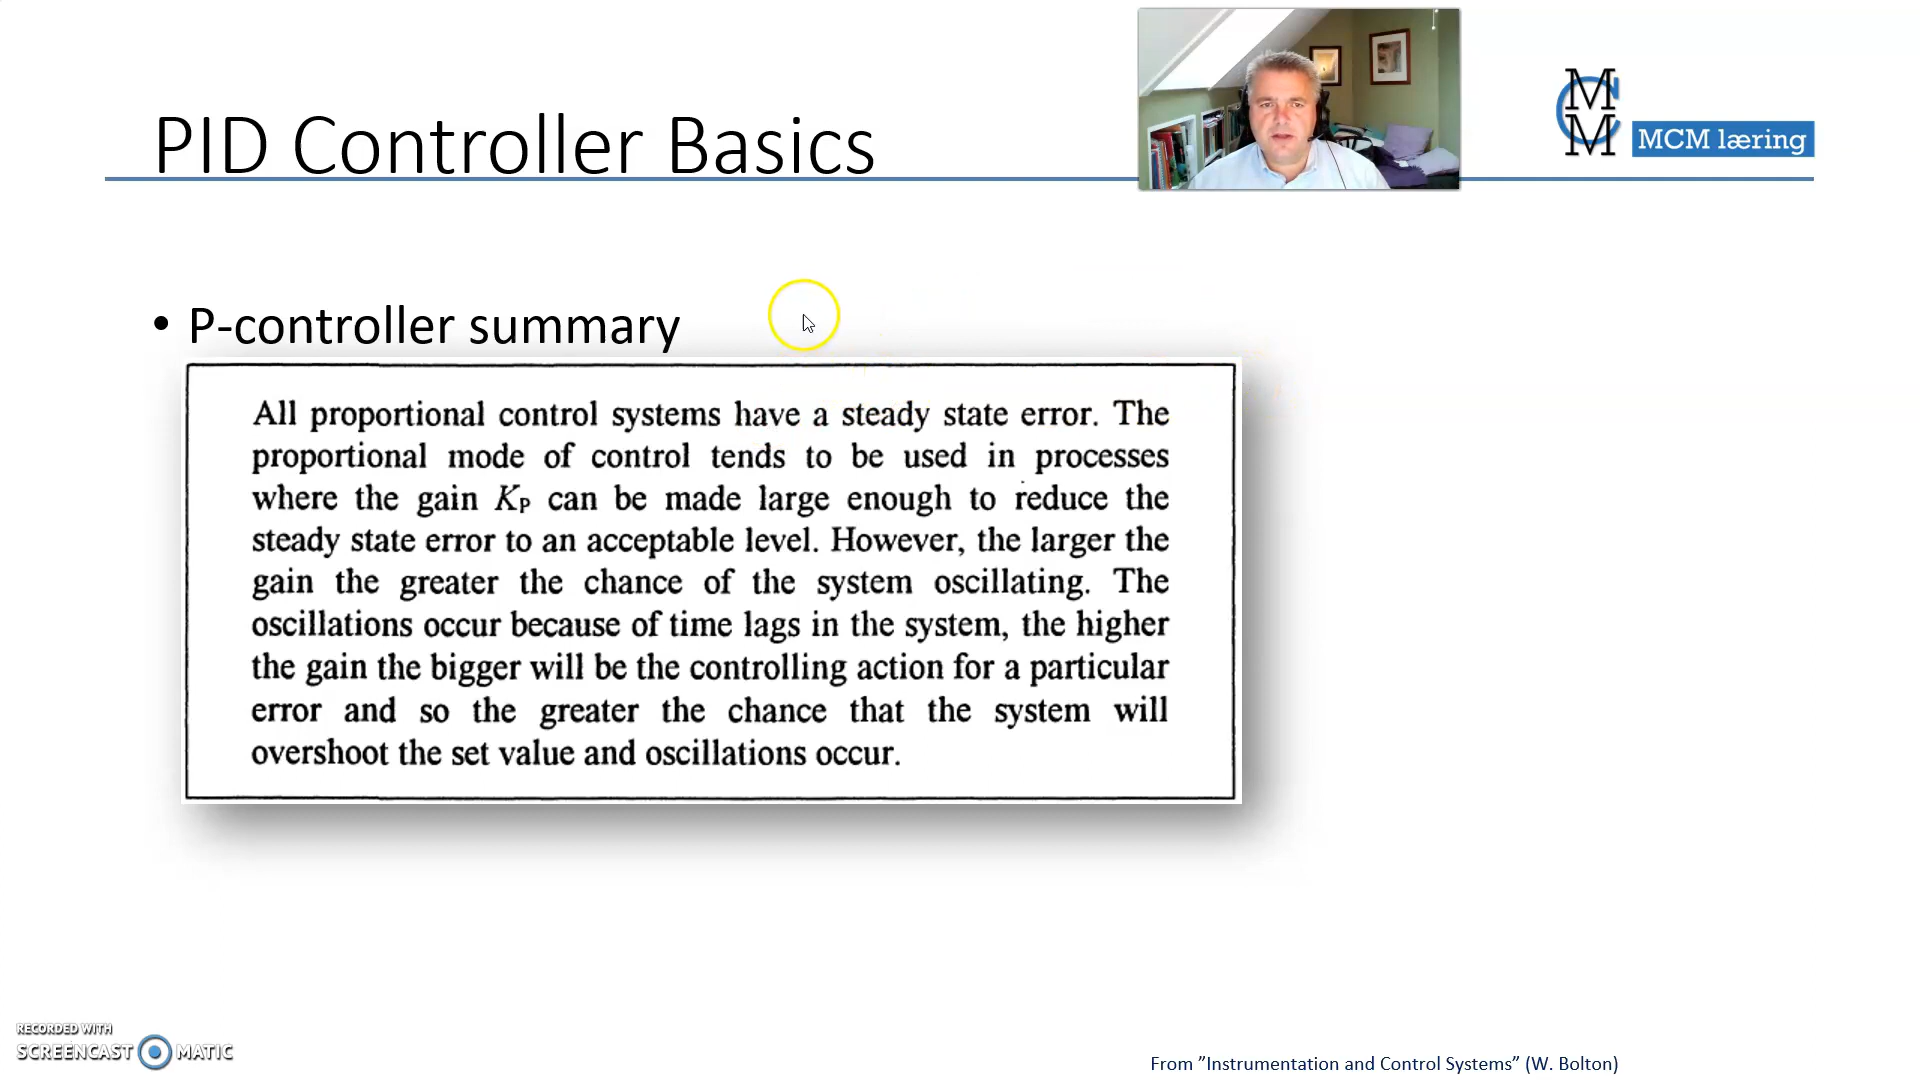 PID Controller Basics
MCM
MCM læring
• P-controller summary
All proportional control systems have a steady state error. The
proportional mode of control tends to be used in processes
where the gain KP can be made large enough to reduce the
steady state error to an acceptable level. However, the larger the
gain the greater the chance of the system oscillating. The
oscillations occur because of time lags in the system, the higher
the gain the bigger will be the controlling action for a particular
error and so the greater the chance that the system will
overshoot the set value and oscillations occur.
RECORDED WITH
SCREENCAST MATIC
From ”Instrumentation and Control Systems” (W. Bolton)